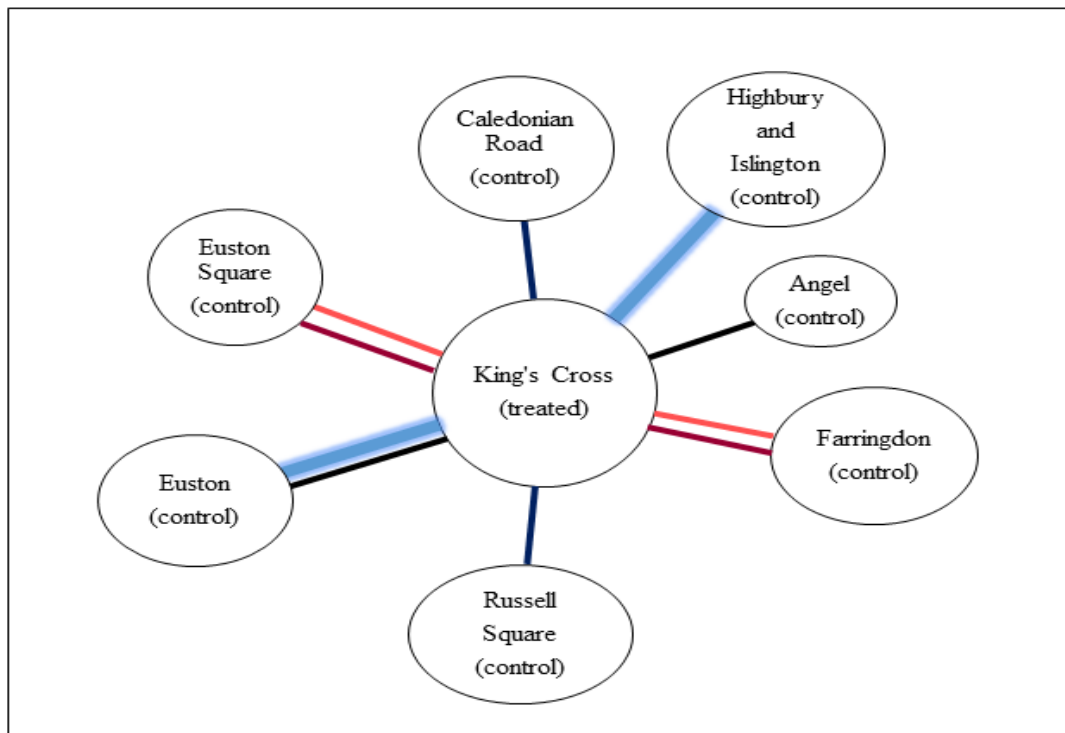 Caledonian
Road
(control)
Highbury
and
Islington
(control)
Euston
Square
(control)
Angel
(control)
King's Cross
(treated)
Farringdon
(control)
Euston
(control)
Russell
Square
(control)